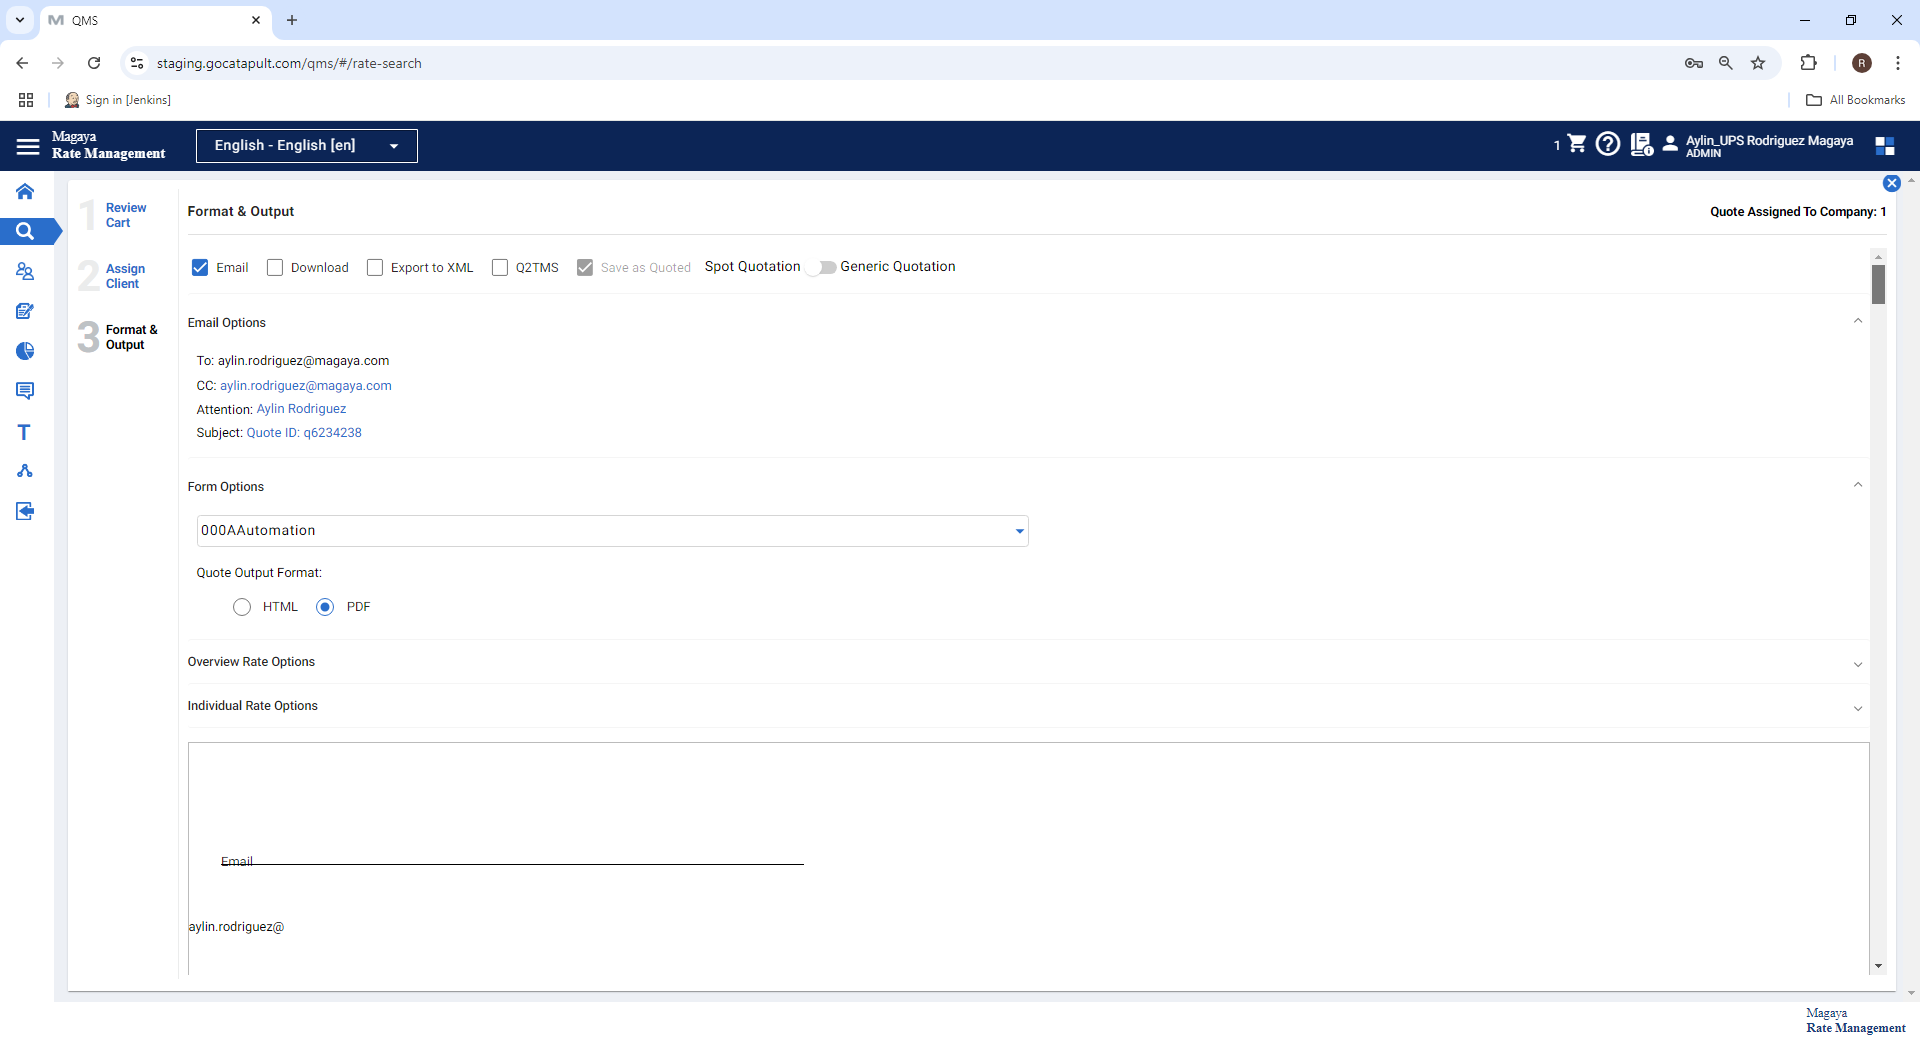 QMS
staging.gocatapult.com/qms/#/rate-search
R
Sign in [Jenkins]
All Bookmarks
Magaya
Rate Management
English - English [en]
1
Aylin_UPS Rodriguez Magaya
ADMIN
1 Review Cart
2 Assign Client
3 Format & Output
Format & Output
Quote Assigned To Company: 1
Email
Download
Export to XML
Q2TMS
Save as Quoted
Spot Quotation
Generic Quotation
Email Options
To: aylin.rodriguez@magaya.com
CC: aylin.rodriguez@magaya.com
Attention: Aylin Rodriguez
Subject: Quote ID: q6234238
Form Options
000AAutomation
Quote Output Format:
HTML
PDF
Overview Rate Options
Individual Rate Options
Email
aylin.rodriguez@
Magaya
Rate Management